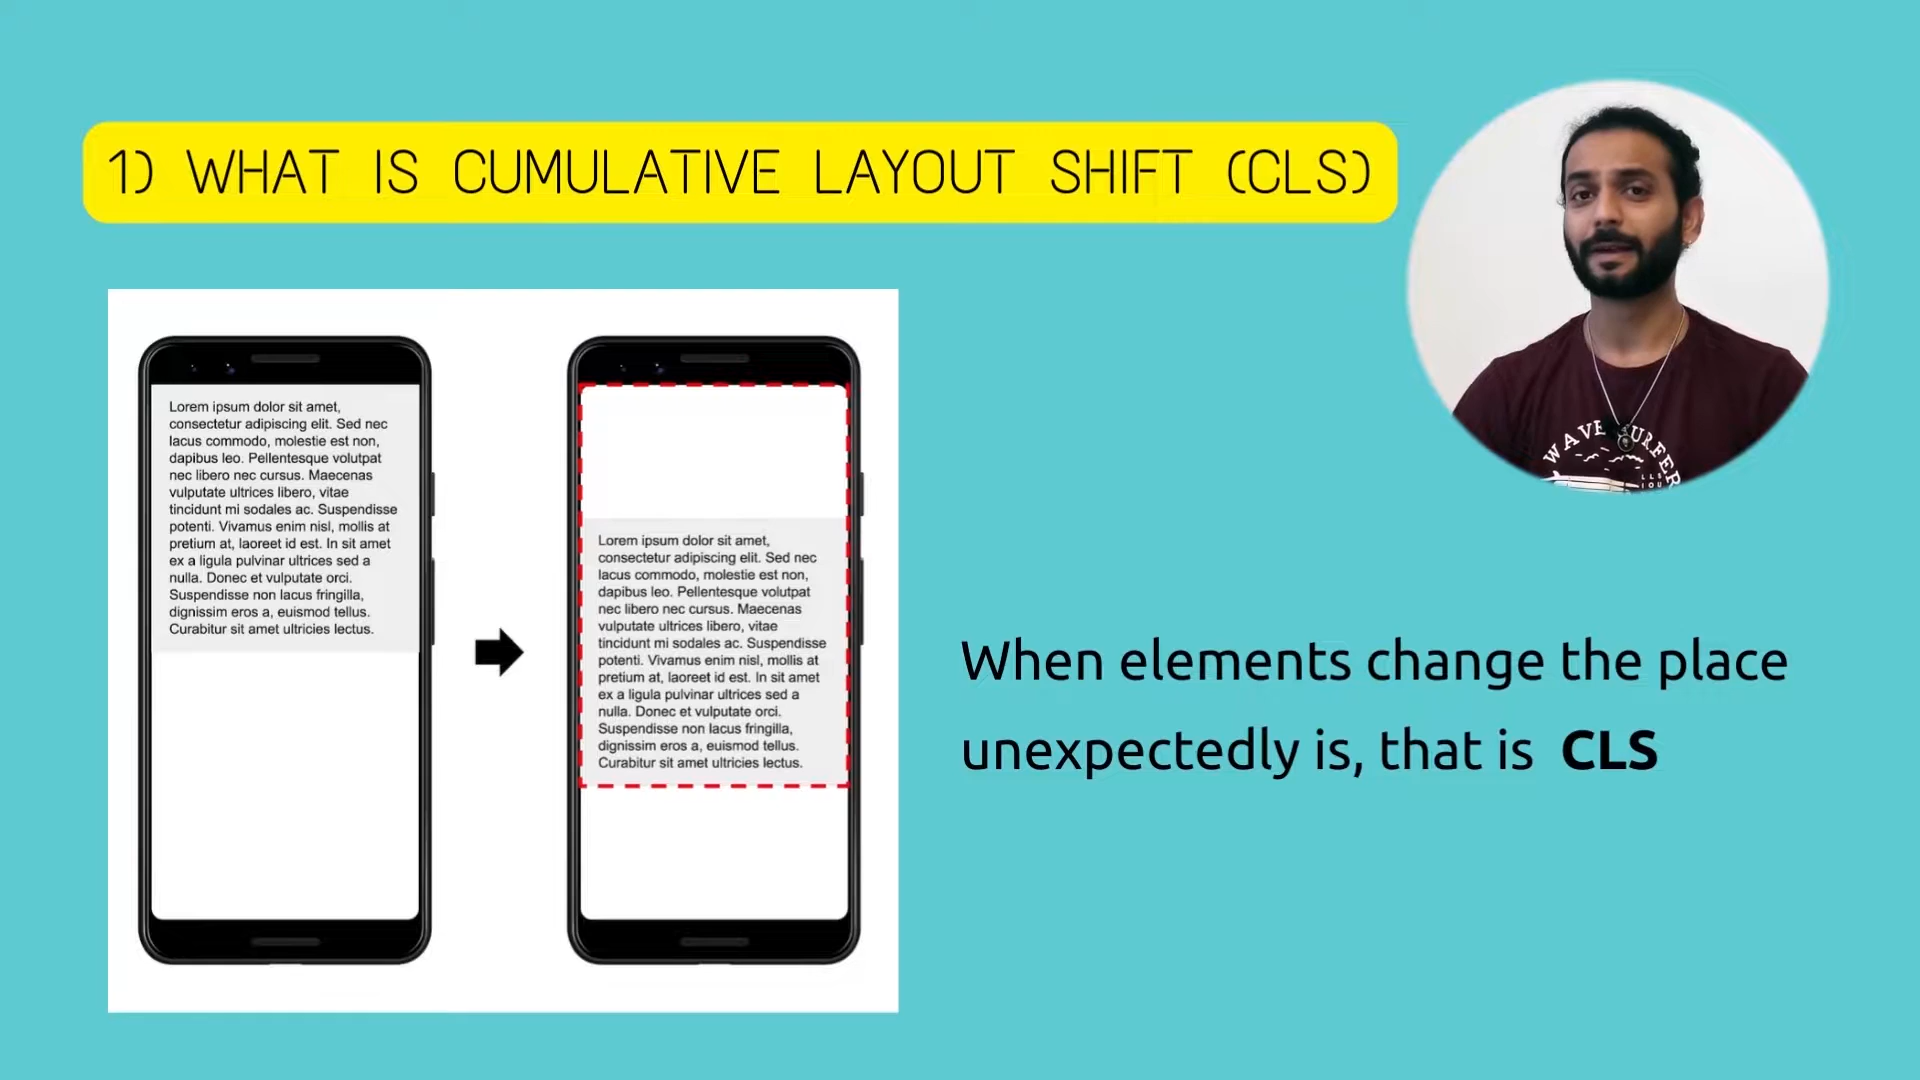 1) WHAT IS CUMULATIVE LAYOUT SHIFT (CLS)
Lorem ipsum dolor sit amet,
consectetur adipiscing elit. Sed nec
lacus commodo, molestie est non,
dapibus leo. Pellentesque volutpat
nec libero nec cursus. Maecenas
vulputate ultrices libero, vitae
tincidunt mi sodales ac. Suspendisse
potenti. Vivamus enim nisl, mollis at
pretium at, laoreet id est. In sit amet
ex a ligula pulvinar ultrices sed a
nulla. Donec et vulputate orci.
Suspendisse non lacus fringilla,
dignissim eros a, euismod tellus.
Curabitur sit amet ultricies lectus.
Lorem ipsum dolor sit amet,
consectetur adipiscing elit. Sed nec
lacus commodo, molestie est non,
dapibus leo. Pellentesque volutpat
nec libero nec cursus. Maecenas
vulputate ultrices libero, vitae
tincidunt mi sodales ac. Suspendisse
potenti. Vivamus enim nisl, mollis at
pretium at, laoreet id est. In sit amet
ex a ligula pulvinar ultrices sed a
nulla. Donec et vulputate orci.
Suspendisse non lacus fringilla,
dignissim eros a, euismod tellus.
Curabitur sit amet ultricies lectus.
WAVE
When elements change the place
unexpectedly is, that is CLS